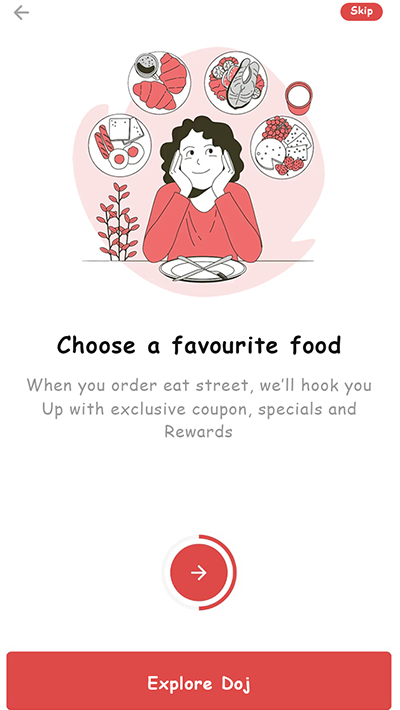 Skip
Choose a favourite food
When you order eat street, we'll hook you
Up with exclusive coupon, specials and
Rewards
Explore Doj